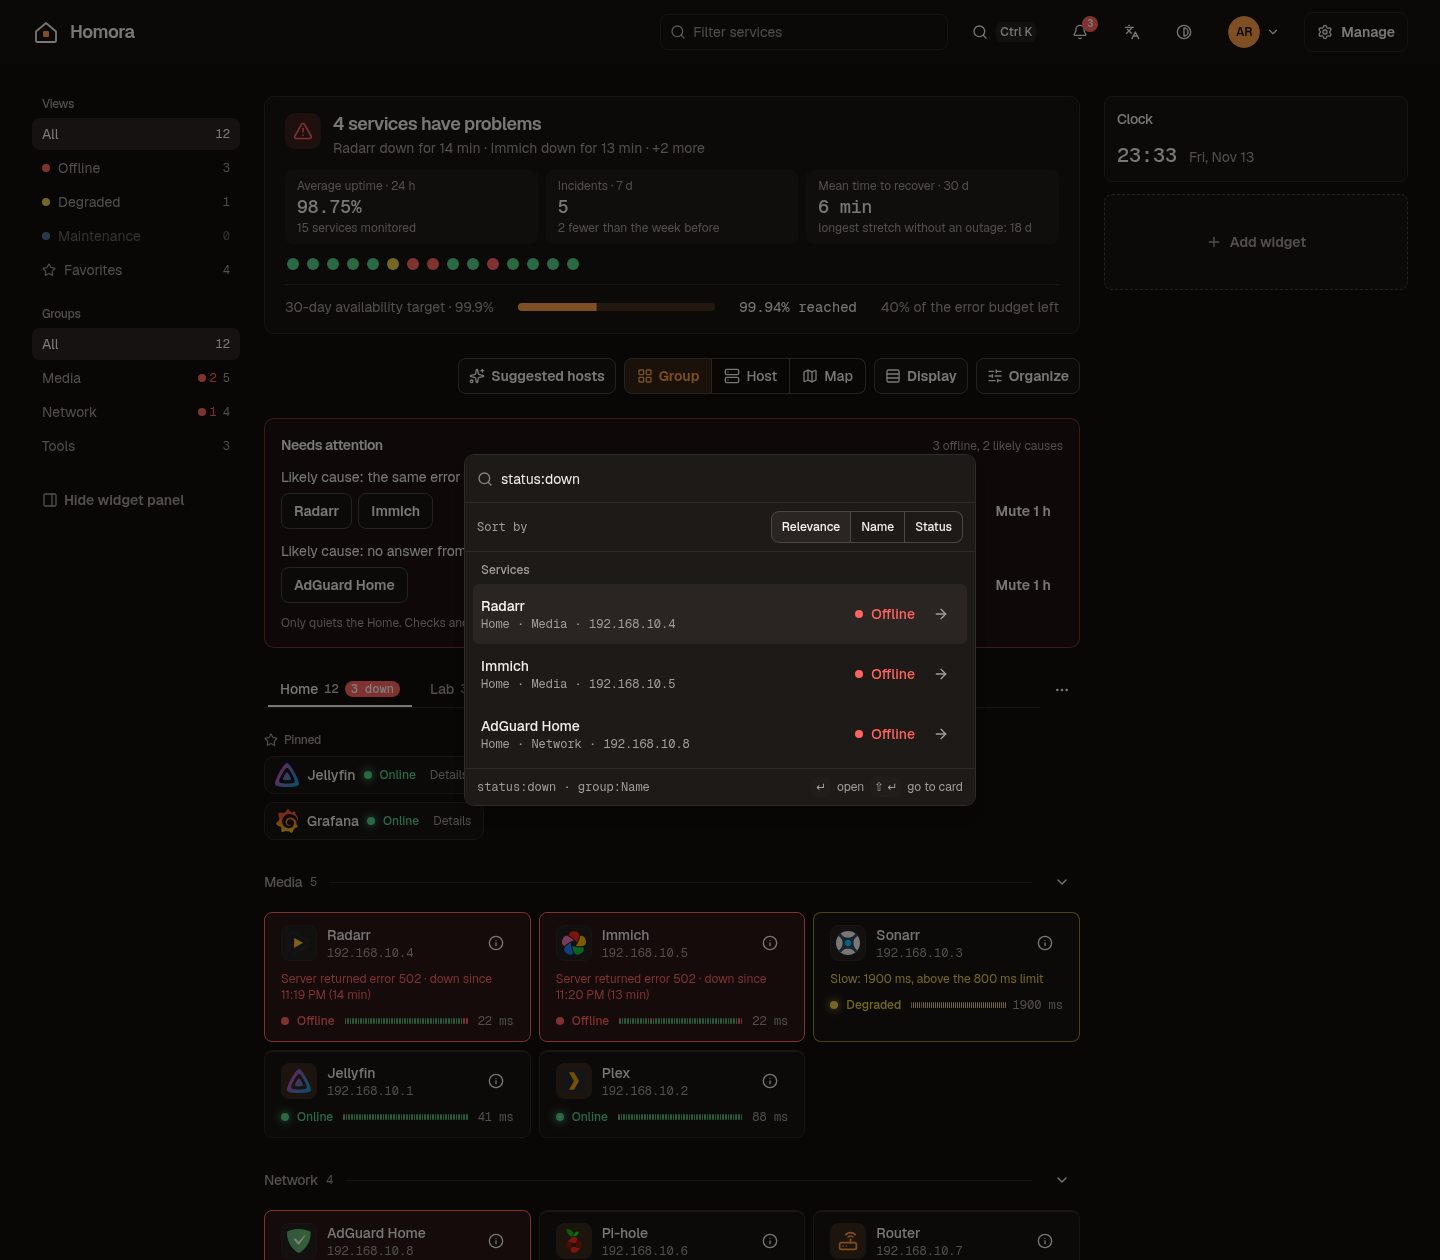 Homora
Filter services
Ctrl K
3
AR
Manage
Views
All 12
Offline 3
Degraded 1
Maintenance 0
Favorites 4
Groups
All 12
Media 2 5
Network 1 4
Tools 3
Hide widget panel
4 services have problems
Radarr down for 14 min · Immich down for 13 min · +2 more
Average uptime · 24 h
98.75%
15 services monitored
Incidents · 7 d
5
2 fewer than the week before
Mean time to recover · 30 d
6 min
longest stretch without an outage: 18 d
30-day availability target · 99.9%
99.94% reached
40% of the error budget left
Clock
23:33 Fri, Nov 13
Add widget
Suggested hosts
Group
Host
Map
Display
Organize
Needs attention
3 offline, 2 likely causes
Likely cause: the same error
Radarr
Immich
Mute 1 h
Likely cause: no answer from
AdGuard Home
Mute 1 h
Only quiets the Home. Checks an
status:down
Sort by
Relevance
Name
Status
Services
Radarr
Home · Media · 192.168.10.4
Offline
Immich
Home · Media · 192.168.10.5
Offline
AdGuard Home
Home · Network · 192.168.10.8
Offline
status:down · group:Name
↵ open ⇧ ↵ go to card
Home 12 3 down
Lab
Pinned
Jellyfin Online Details
Grafana Online Details
Media 5
Radarr
192.168.10.4
Server returned error 502 · down since
11:19 PM (14 min)
Offline 22 ms
Immich
192.168.10.5
Server returned error 502 · down since
11:20 PM (13 min)
Offline 22 ms
Sonarr
192.168.10.3
Slow: 1900 ms, above the 800 ms limit
Degraded 1900 ms
Jellyfin
192.168.10.1
Online 41 ms
Plex
192.168.10.2
Online 88 ms
Network 4
AdGuard Home
192.168.10.8
Pi-hole
192.168.10.6
Router
192.168.10.7